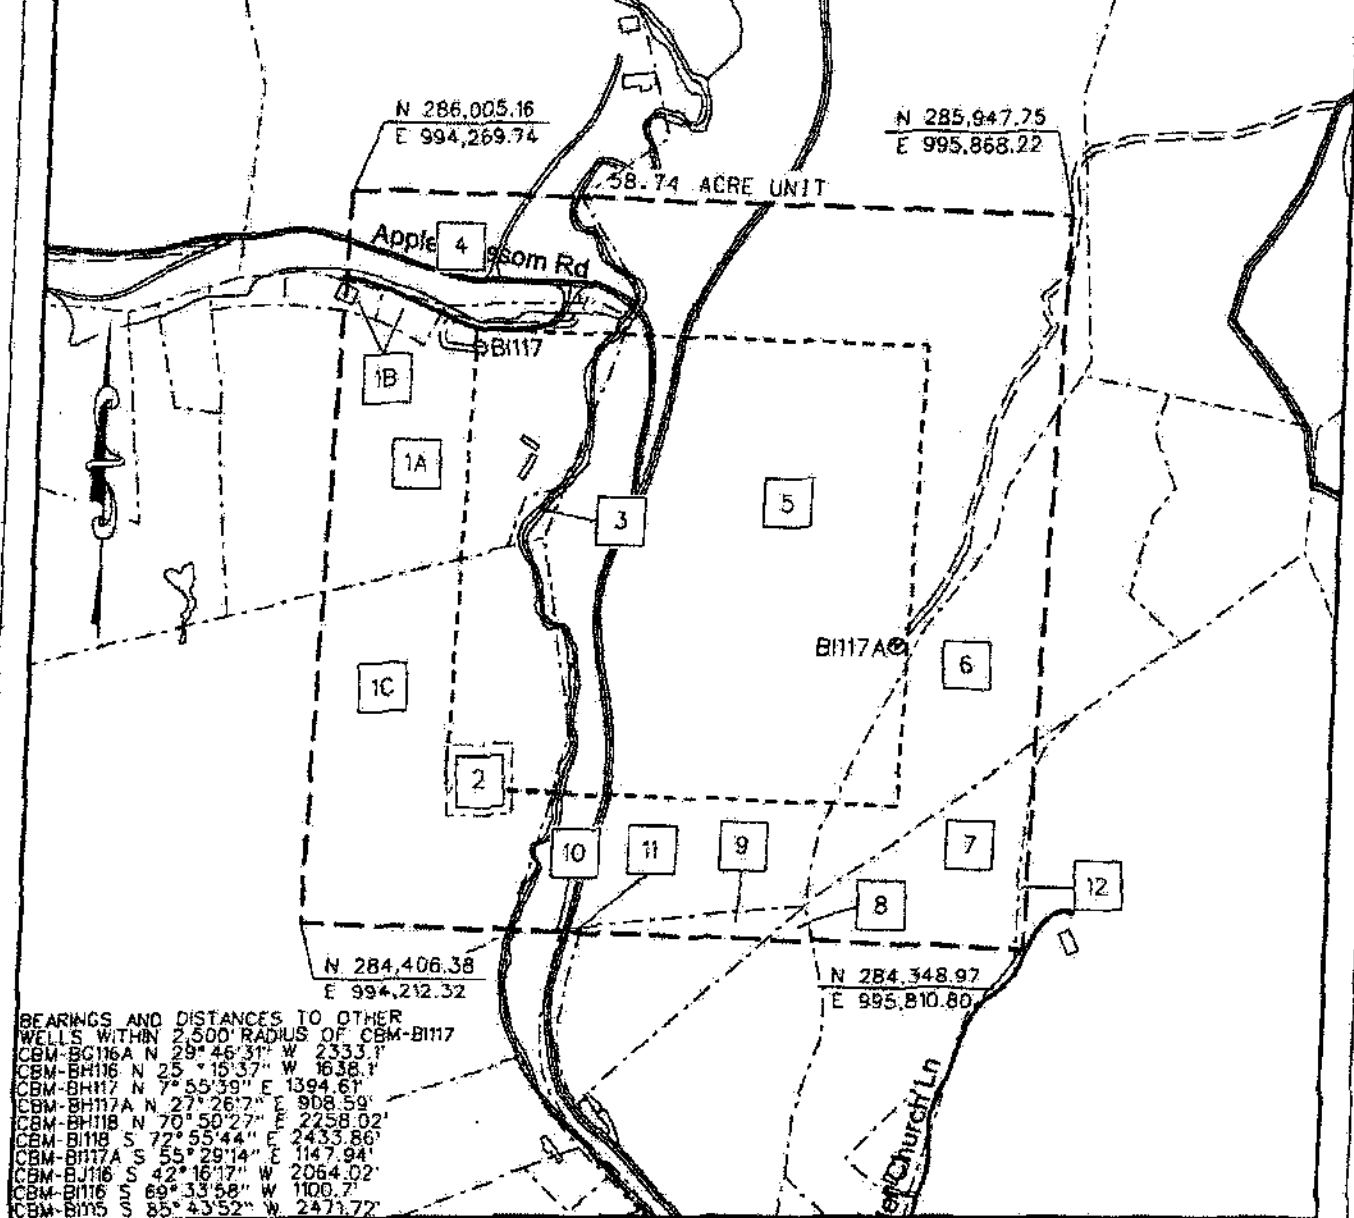 N 286,005.16
E 994,269.74
N 285,947.75
E 995,868.22
58.74 ACRE UNIT
4
Apple ssom Rd
BI117
1B
1A
5
3
BI117A
6
1C
2
10
11
9
7
12
8
N 284,406.38
E 994,212.32
N 284,348.97
E 995,810.80
BEARINGS AND DISTANCES TO OTHER
WELLS WITHIN 2,500' RADIUS OF CBM-BI117
CBM-BG116A N 29°46'31" W 2333.1'
CBM-BH116 N 25°15'37" W 1638.1'
CBM-BH117 N 7°55'39" E 1394.61'
CBM-BH117A N 27°26'7" E 908.59'
CBM-BH118 N 70°50'27" E 2258.02'
CBM-BI118 S 72°55'44" E 2433.86'
CBM-BI117A S 55°29'14" E 1147.94'
CBM-BJ116 S 42°16'17" W 2064.02'
CBM-BI116 S 69°33'58" W 1100.7'
CBM-BI115 S 85°43'52" W 2471.72'
Church Ln